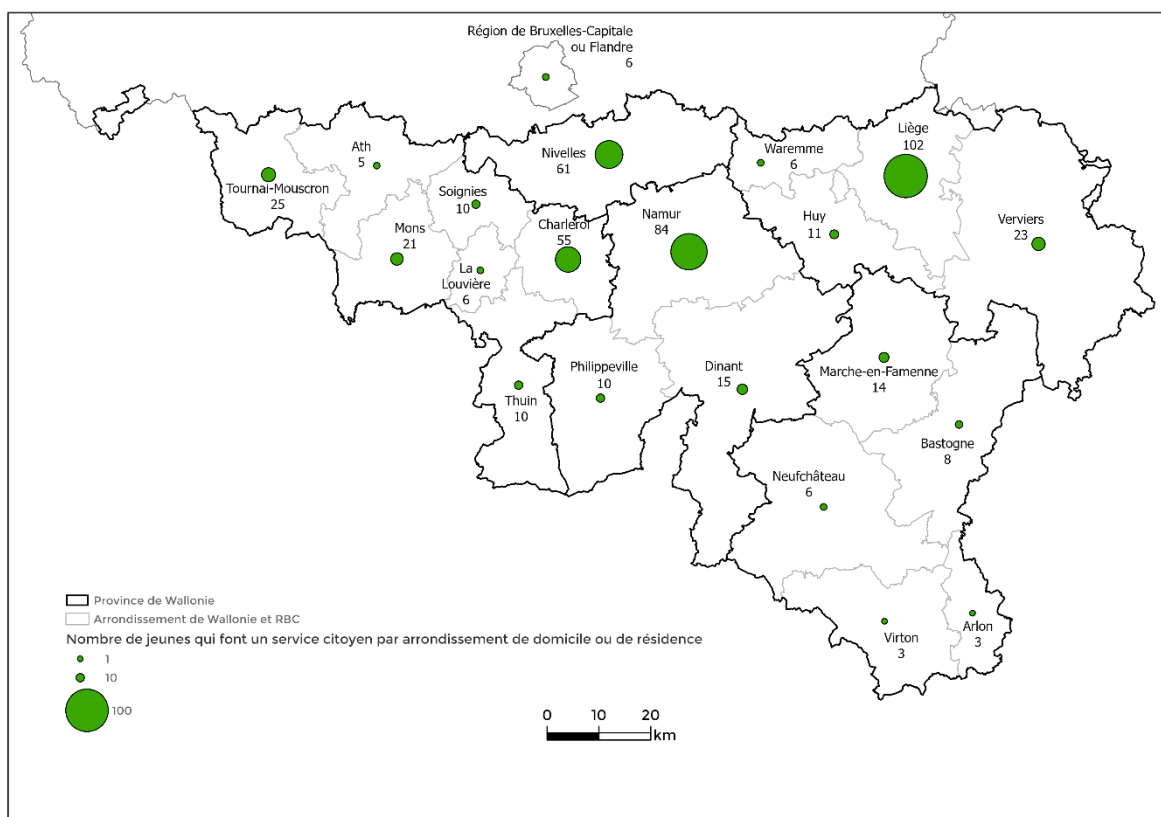 Région de Bruxelles-Capitale
ou Flandre
6
Liège
102
Ath
5
Nivelles
61
Waremme
6
Tournai-Mouscron
25
Soignies
10
Namur
84
Huy
11
Verviers
23
Mons
21
Charleroi
55
La
Louvière
6
Philippeville
10
Dinant
15
Marche-en-Famenne
14
Thuin
10
Bastogne
8
Neufchâteau
6
Virton
3
Arlon
3
Province de Wallonie
Arrondissement de Wallonie et RBC
Nombre de jeunes qui font un service citoyen par arrondissement de domicile ou de résidence
1
10
100
0 10 20
km